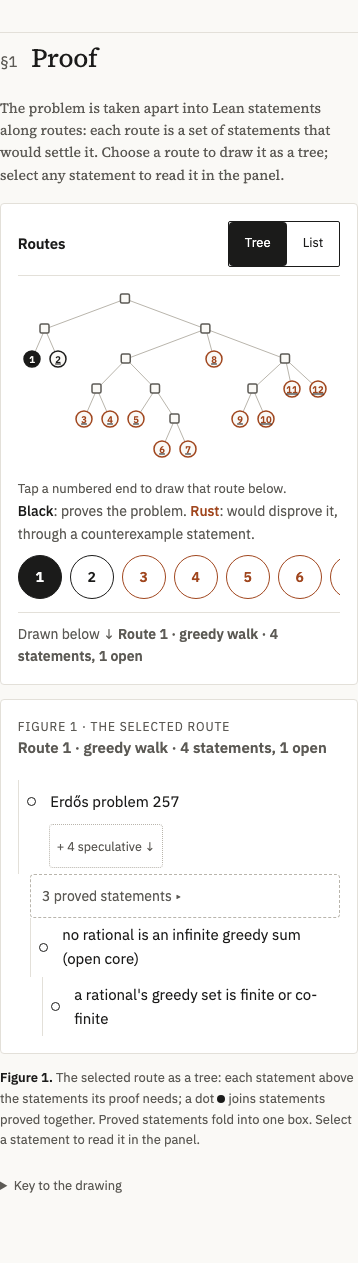 §1 Proof
The problem is taken apart into Lean statements
along routes: each route is a set of statements that
would settle it. Choose a route to draw it as a tree;
select any statement to read it in the panel.
Routes
Tree
List
1
2
8
11
12
3
4
5
9
10
6
7
Tap a numbered end to draw that route below.
Black: proves the problem. Rust: would disprove it,
through a counterexample statement.
1 2 3 4 5 6
Drawn below ↓ Route 1 · greedy walk · 4
statements, 1 open
FIGURE 1 · THE SELECTED ROUTE
Route 1 · greedy walk · 4 statements, 1 open
Erdős problem 257
+ 4 speculative ↓
3 proved statements ▸
no rational is an infinite greedy sum
(open core)
a rational's greedy set is finite or co-
finite
Figure 1. The selected route as a tree: each statement above
the statements its proof needs; a dot ● joins statements
proved together. Proved statements fold into one box. Select
a statement to read it in the panel.
▶ Key to the drawing